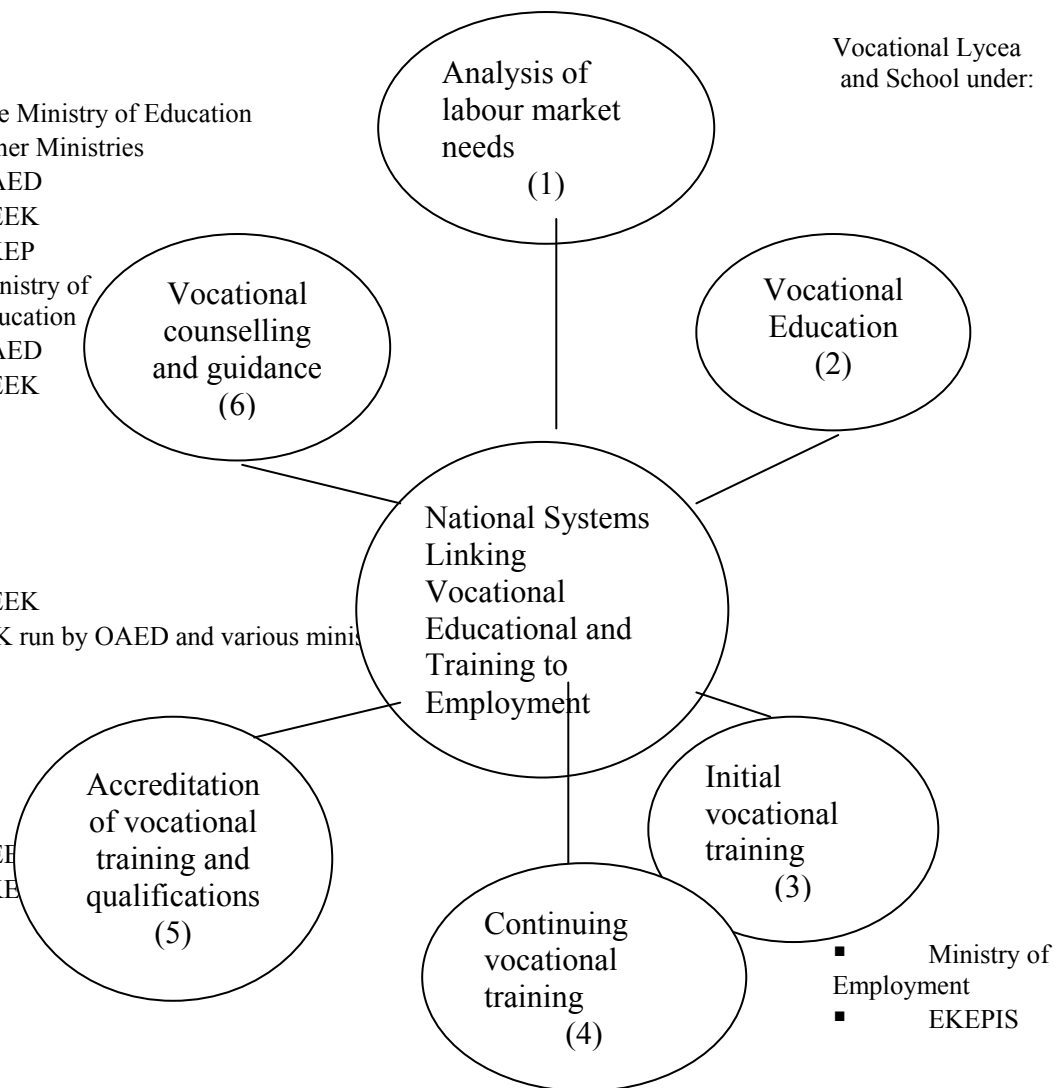 Vocational Lycea
and School under:
e Ministry of Education
her Ministries
AED
EEK
KEP
nistry of
ucation
AED
EEK
Analysis of
labour market
needs
(1)
Vocational
counselling
and guidance
(6)
Vocational
Education
(2)
National Systems
Linking
Vocational
Educational and
Training to
Employment
EEK
K run by OAED and various minis
Accreditation
of vocational
training and
qualifications
(5)
Initial
vocational
training
(3)
Continuing
vocational
training
(4)
▪ Ministry of
Employment
▪ EKEPIS